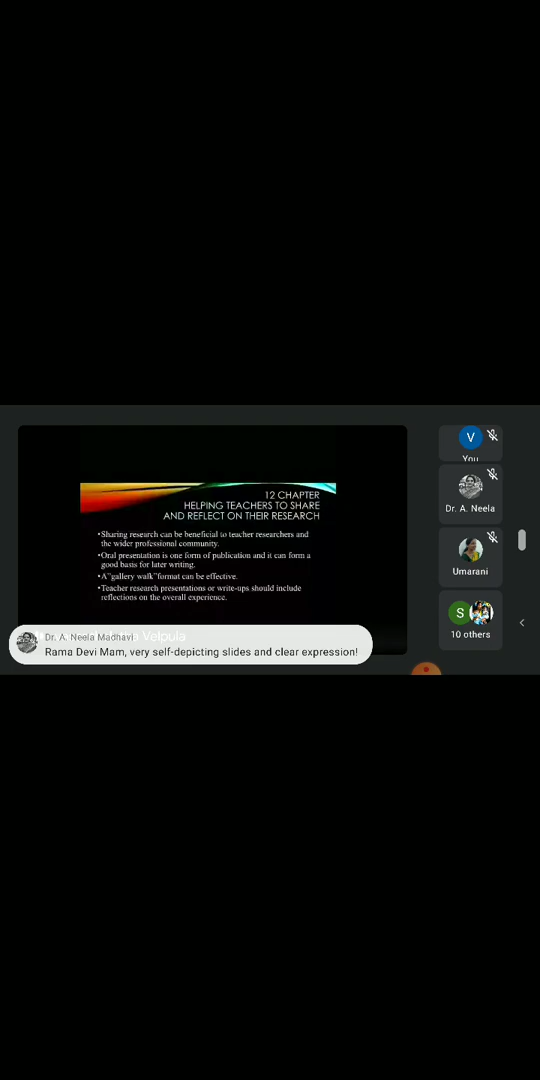 12 CHAPTER
HELPING TEACHERS TO SHARE
AND REFLECT ON THEIR RESEARCH
•Sharing research can be beneficial to teacher researchers and
the wider professional community.
•Oral presentation is one form of publication and it can form a
good basis for later writing.
•A"gallery walk"format can be effective.
•Teacher research presentations or write-ups should include
reflections on the overall experience.
Velpula
Dr. A. Neela Madhavi
Rama Devi Mam, very self-depicting slides and clear expression!
V
You
Dr. A. Neela
Umarani
S
10 others